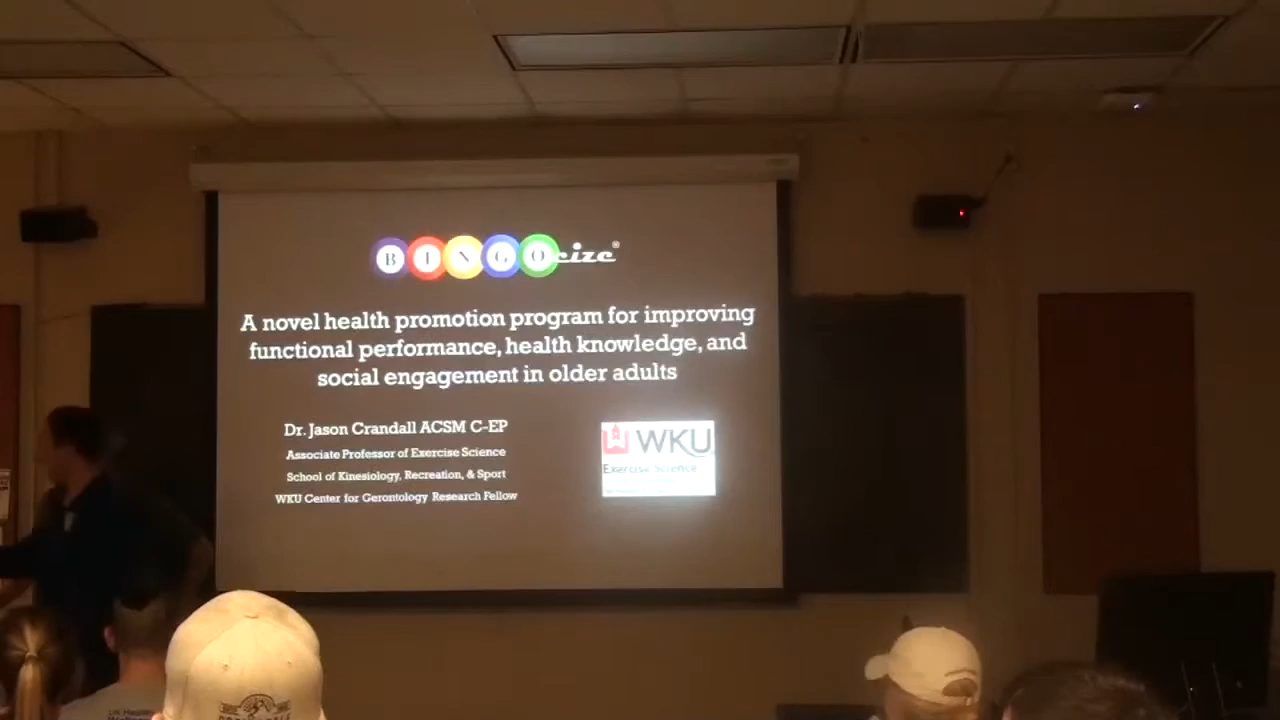 BINGOcize®
A novel health promotion program for improving
functional performance, health knowledge, and
social engagement in older adults
Dr. Jason Crandall ACSM C-EP
Associate Professor of Exercise Science
School of Kinesiology, Recreation, & Sport
WKU Center for Gerontology Research Fellow
WKU
Exercise Science
UK Health